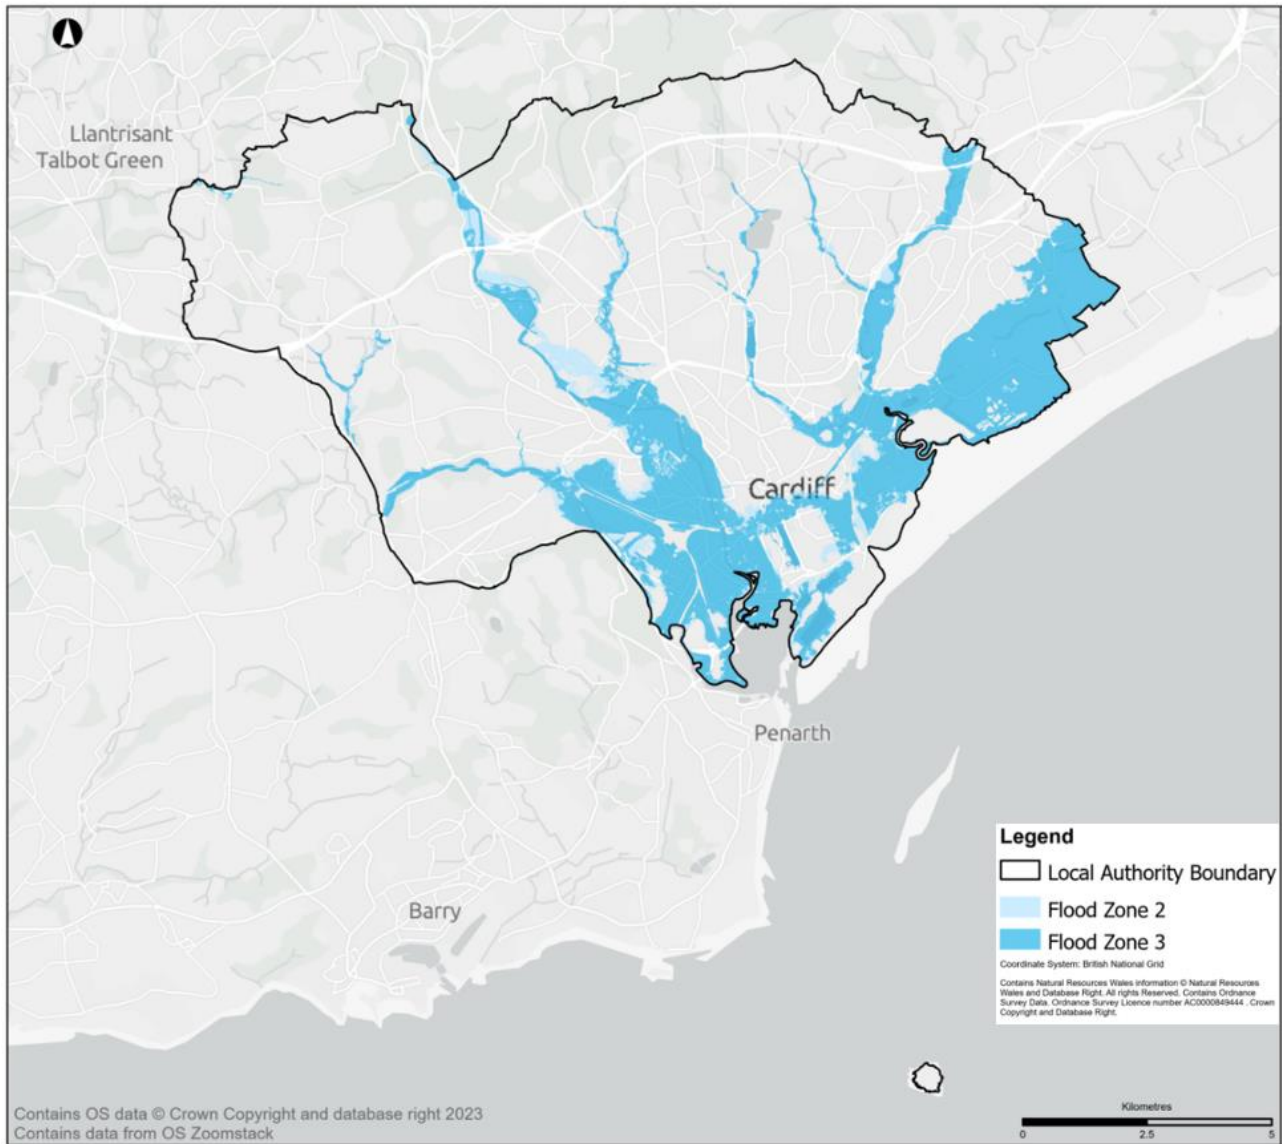 Llantrisant
Talbot Green
Cardiff
Penarth
Barry
Legend
Local Authority Boundary
Flood Zone 2
Flood Zone 3
Coordinate System: British National Grid
Contains Natural Resources Wales information © Natural Resources
Wales and Database Right. All rights Reserved. Contains Ordnance
Survey Data. Ordnance Survey Licence number AC0000849444 . Crown
Copyright and Database Right.
Kilometres
0 2.5 5
Contains OS data © Crown Copyright and database right 2023
Contains data from OS Zoomstack